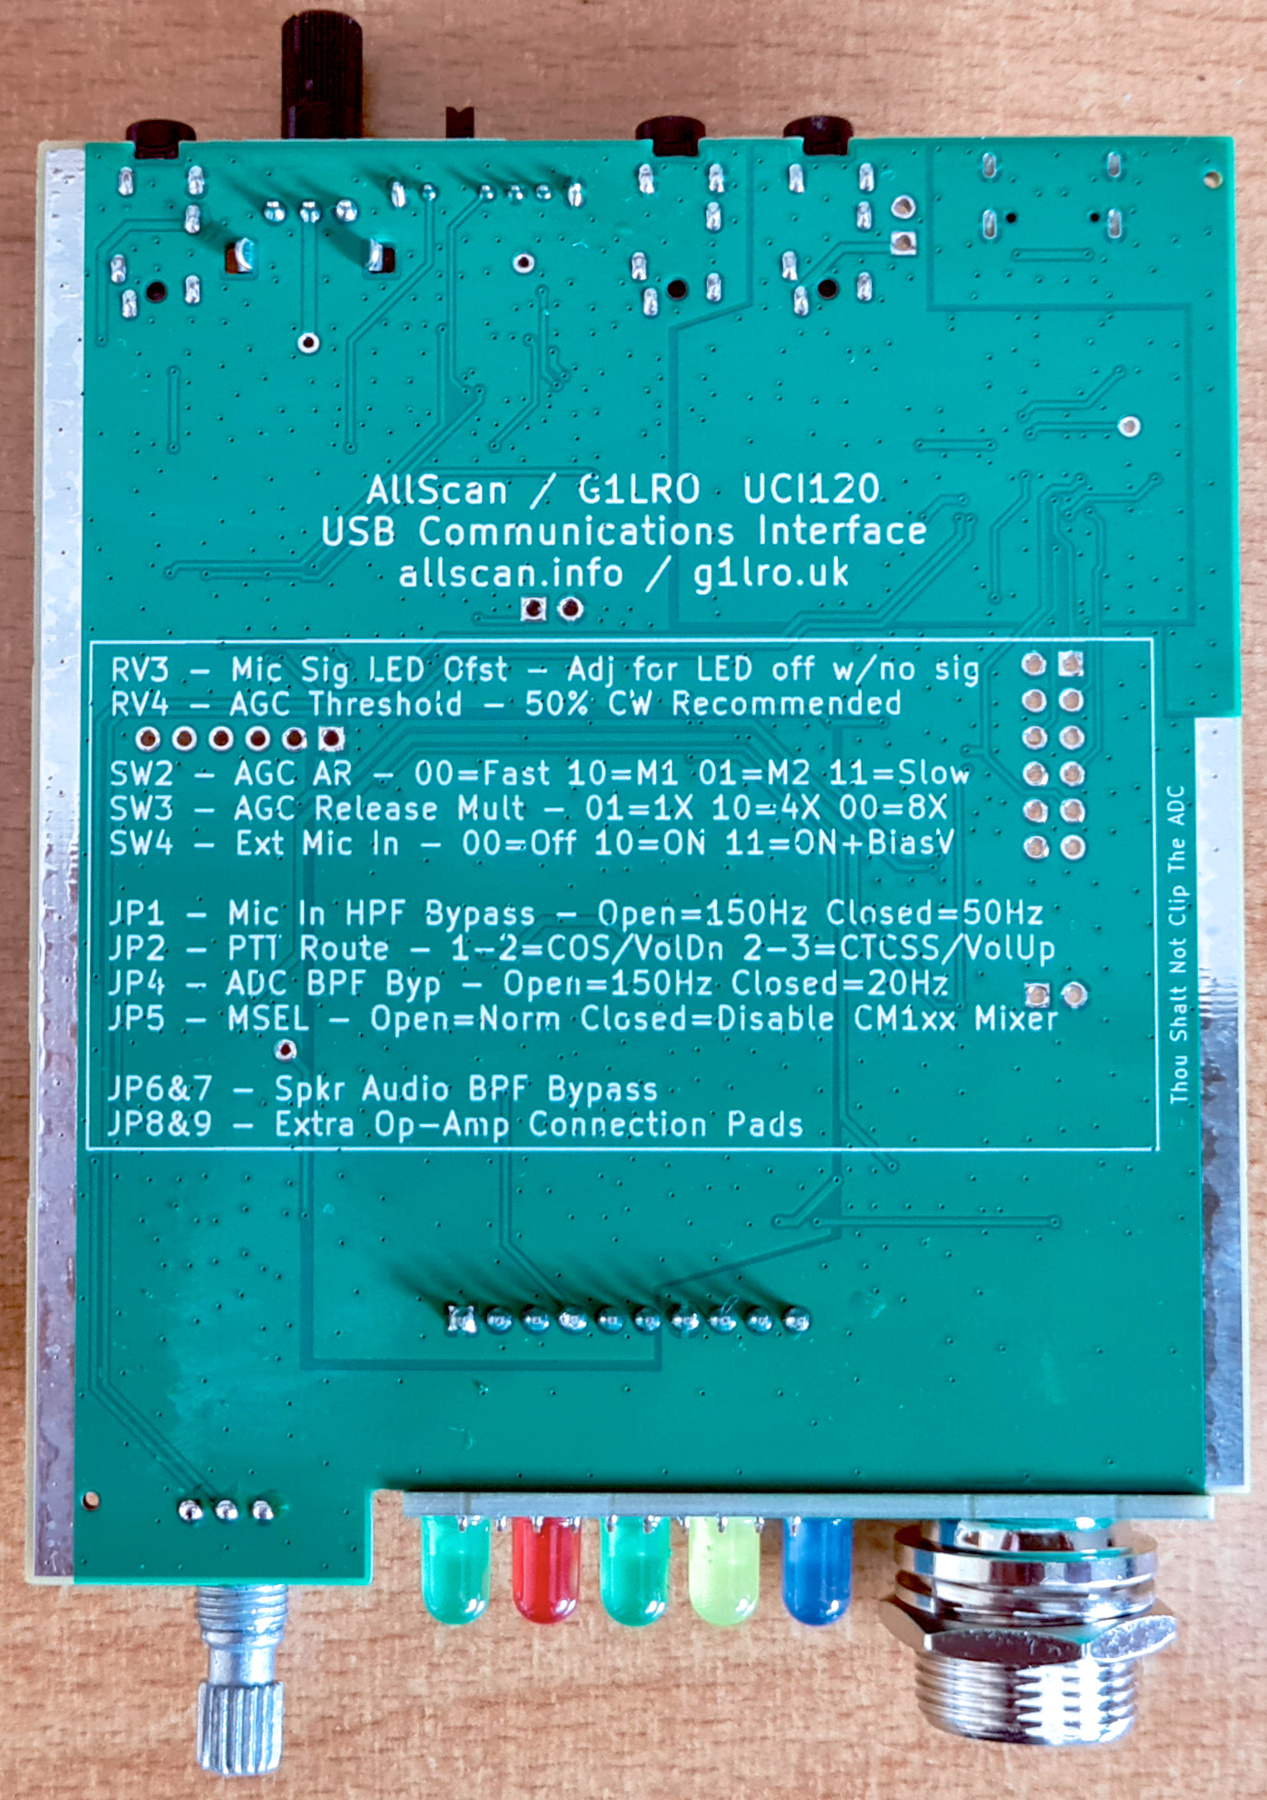 AllScan / G1LRO UCI120
USB Communications Interface
allscan.info / g1lro.uk
RV3 – Mic Sig LED Ofst – Adj for LED off w/no sig
RV4 – AGC Threshold – 50% CW Recommended
SW2 – AGC AR – 00=Fast 10=M1 01=M2 11=Slow
SW3 – AGC Release Mult – 01=1X 10=4X 00=8X
SW4 – Ext Mic In – 00=Off 10=ON 11=ON+BiasV
JP1 – Mic In HPF Bypass – Open=150Hz Closed=50Hz
JP2 – PTT Route – 1-2=COS/VolDn 2-3=CTCSS/VolUp
JP4 – ADC BPF Byp – Open=150Hz Closed=20Hz
JP5 – MSEL – Open=Norm Closed=Disable CM1xx Mixer
JP6&7 – Spkr Audio BPF Bypass
JP8&9 – Extra Op-Amp Connection Pads
Thou Shalt Not Clip The ADC